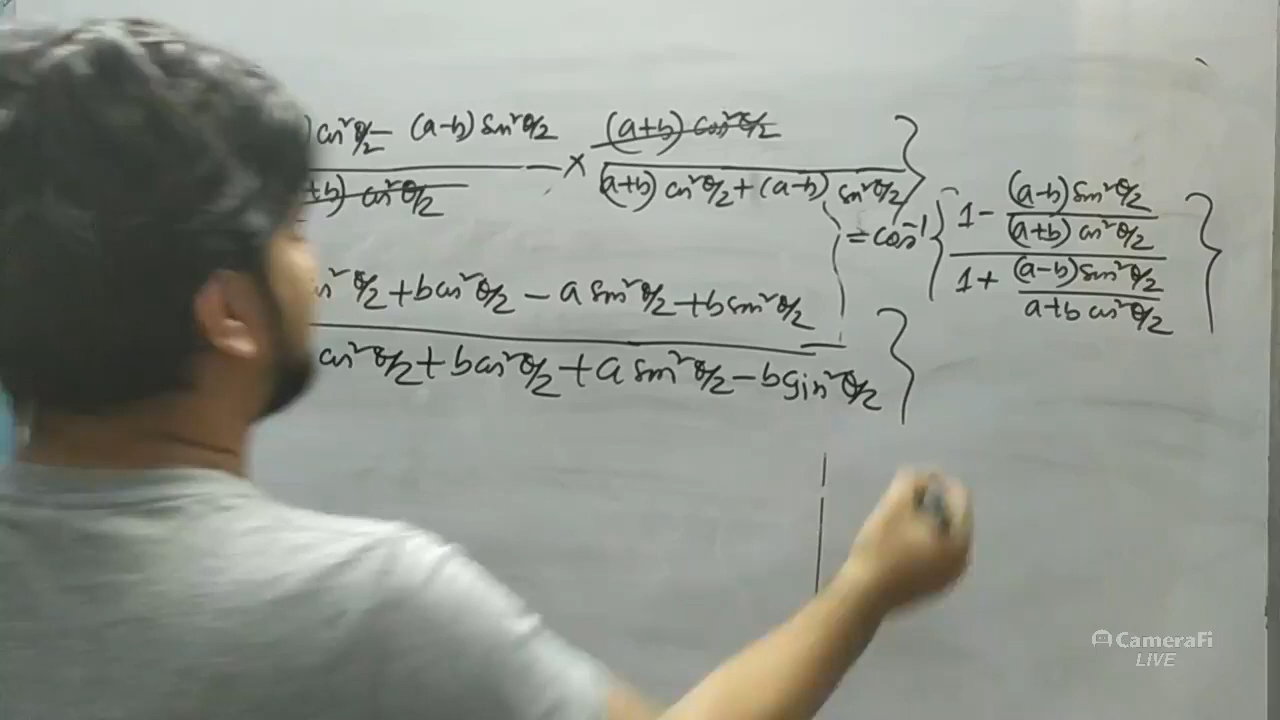 ) cos²θ/2 - (a-b) sin²θ/2 × (a+b) cos²θ/2
+b) cos²θ/2 (a+b) cos²θ/2 + (a-b) sin²θ/2
= cos⁻¹ { 1 - (a-b) sin²θ/2
(a+b) cos²θ/2
1 + (a-b) sin²θ/2
a+b cos²θ/2 }
s²θ/2 + b cos²θ/2 - a sin²θ/2 + b sin²θ/2
cos²θ/2 + b cos²θ/2 + a sin²θ/2 - b sin²θ/2 }
CameraFi
LIVE